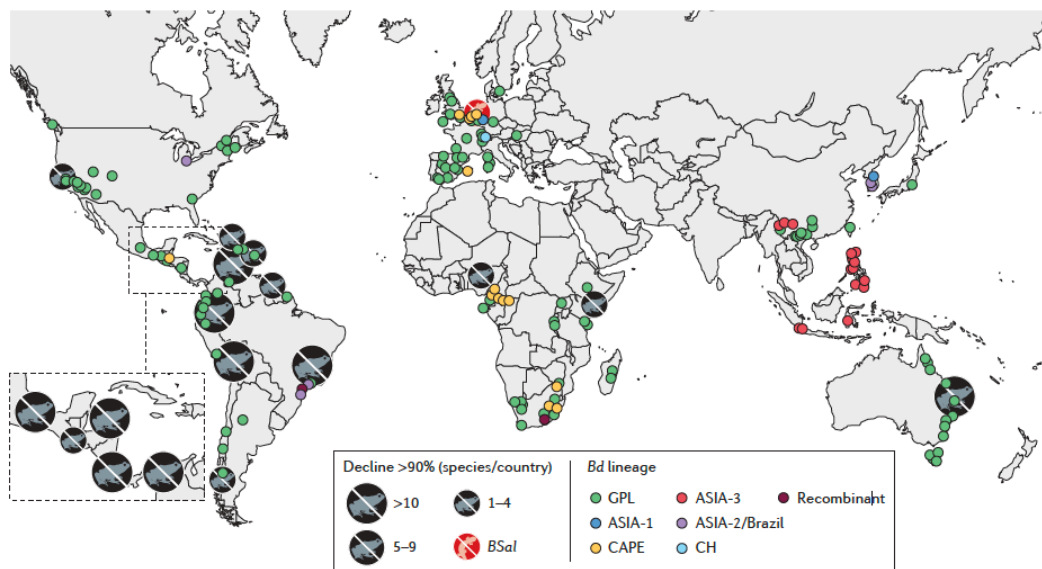 Decline >90% (species/country)
>10
1–4
5–9
BSal
Bd lineage
GPL
ASIA-3
Recombinant
ASIA-1
ASIA-2/Brazil
CAPE
CH